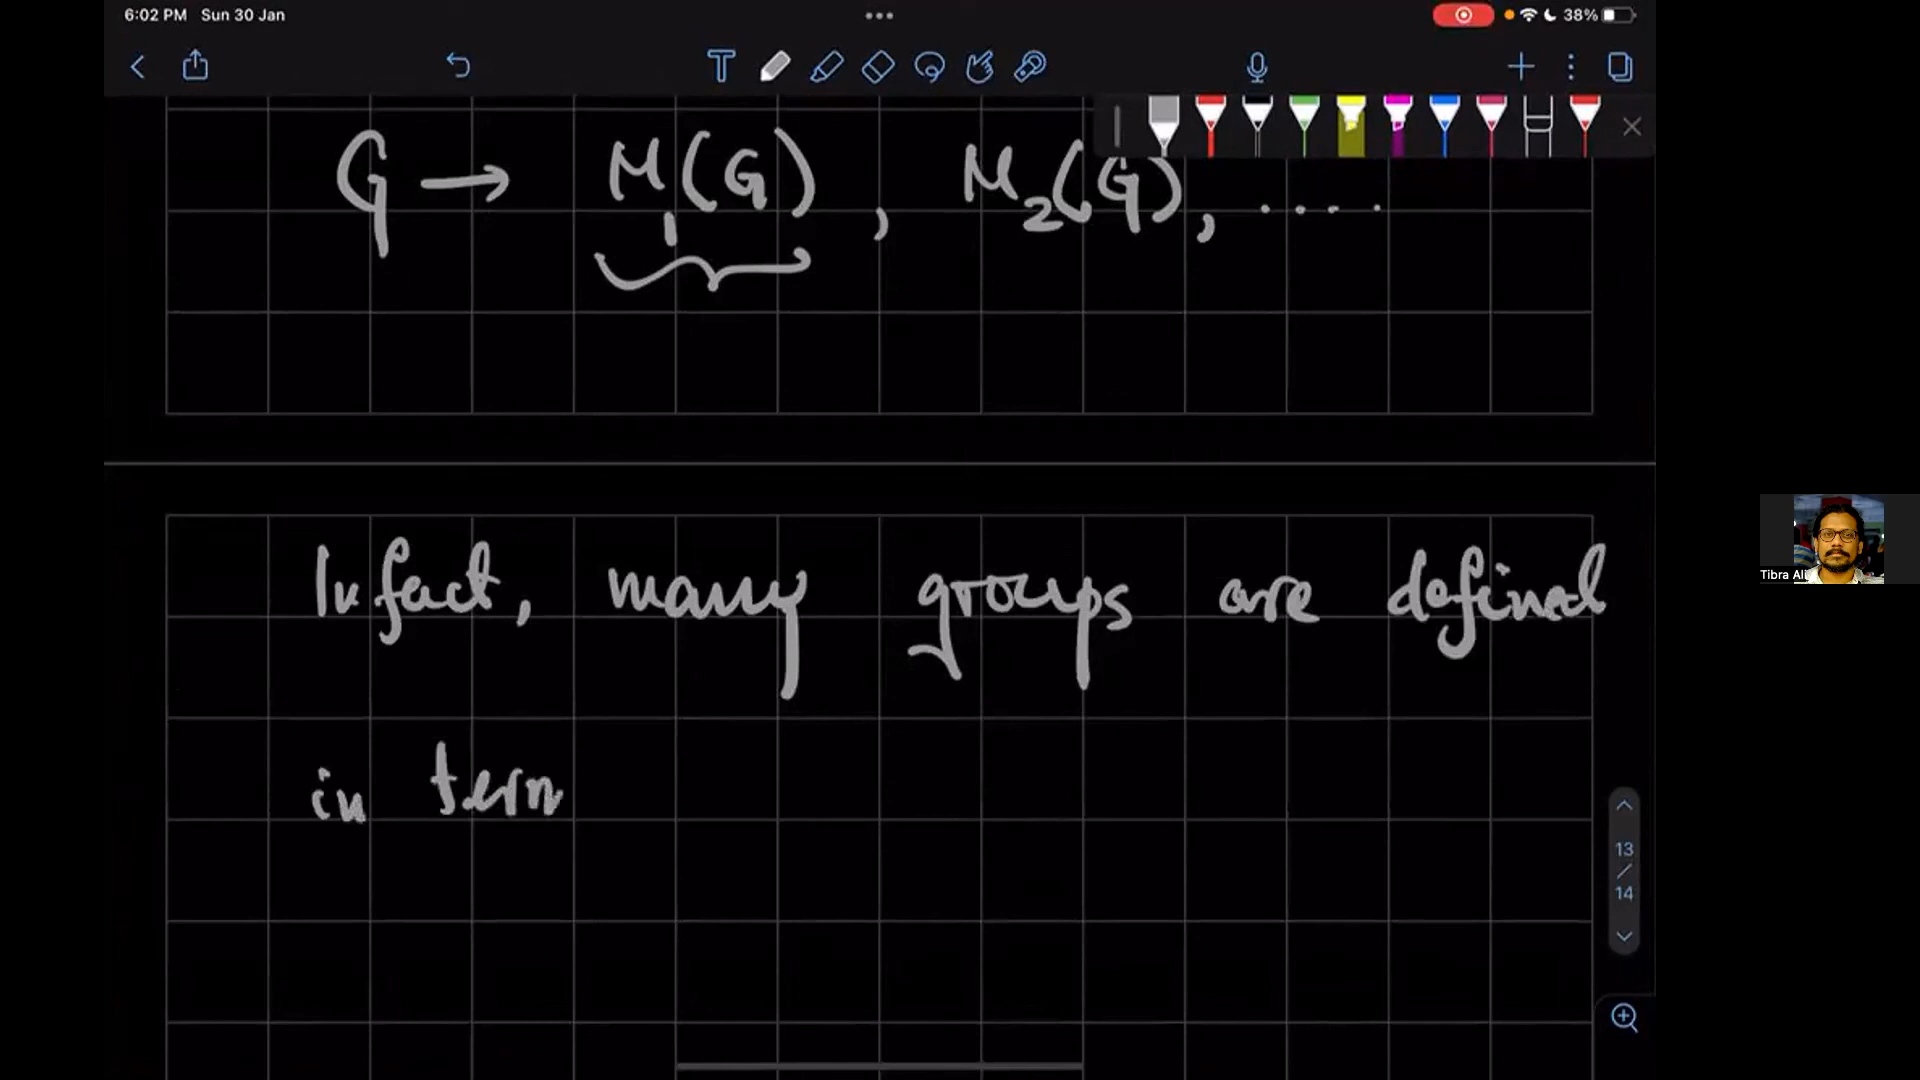 6:02 PM Sun 30 Jan
38%
G → M₁(G), M₂(G), ....
Infact, many groups are defined
in term
Tibra Ali
13
/
14